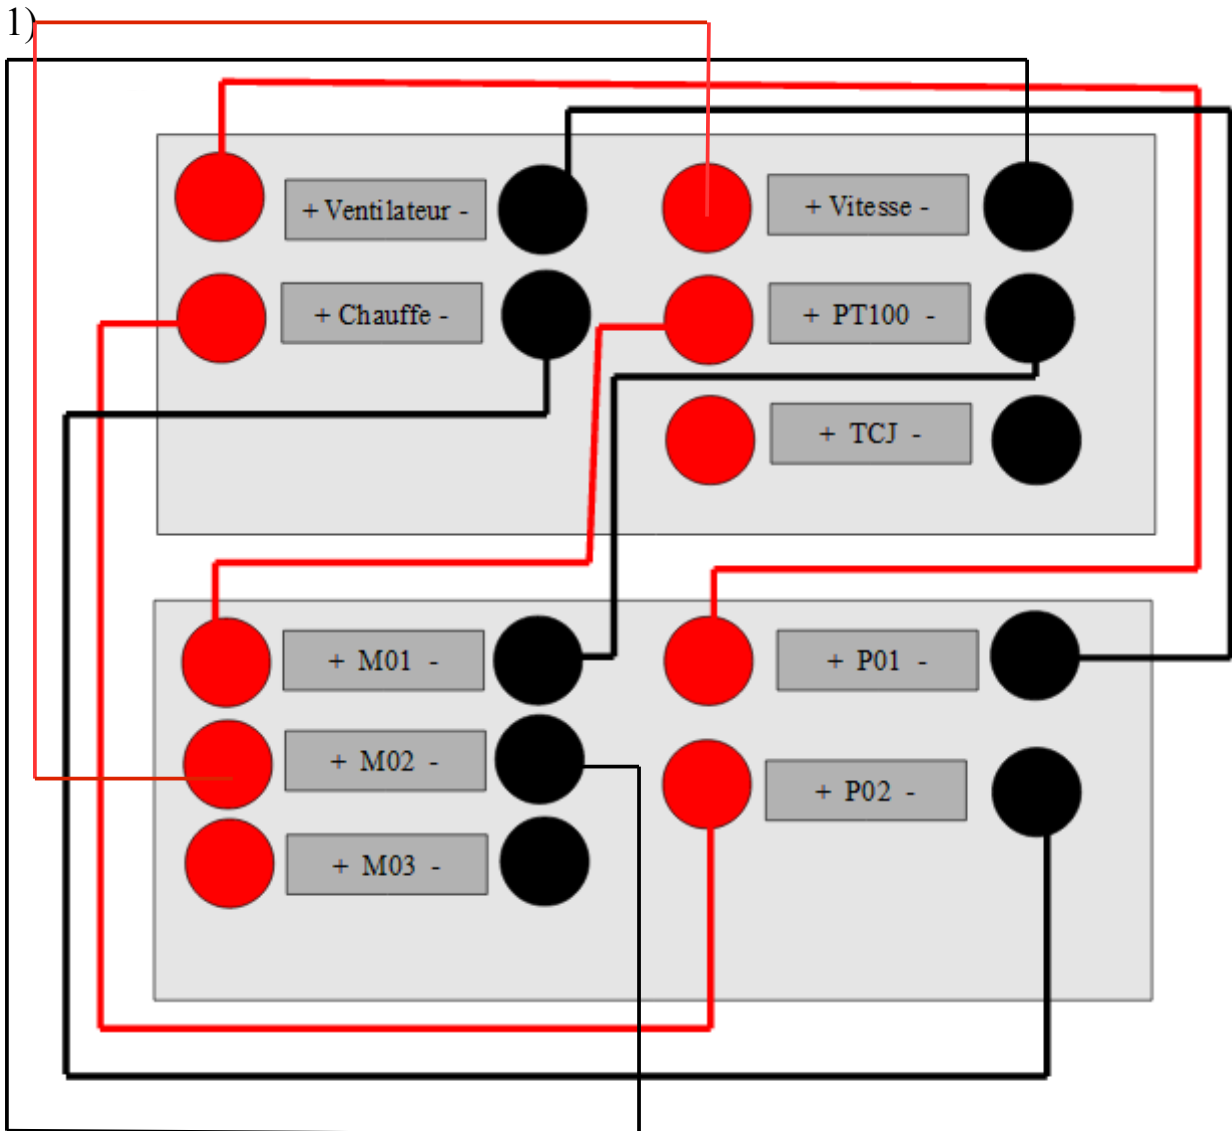 1)
+ Ventilateur -
+ Vitesse -
+ Chauffe -
+ PT100 -
+ TCJ -
+ M01 -
+ P01 -
+ M02 -
+ P02 -
+ M03 -